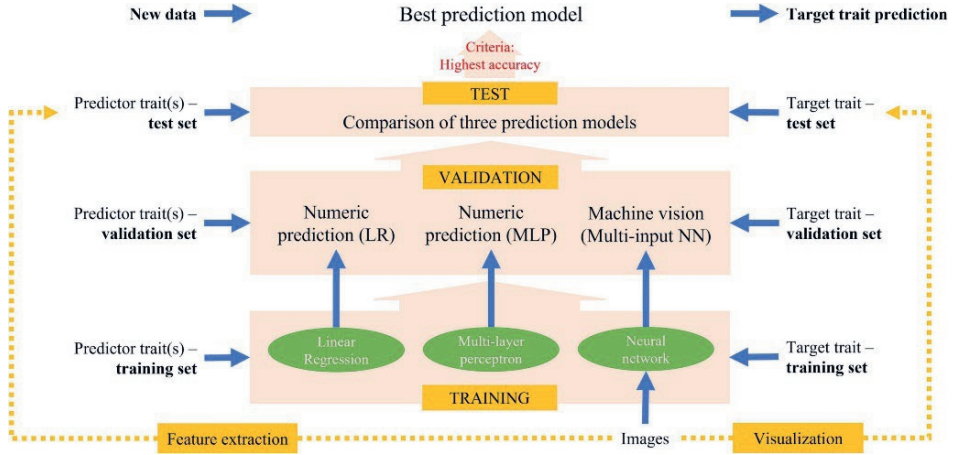 New data
Best prediction model
Target trait prediction
Criteria:
Highest accuracy
Predictor trait(s) –
test set
TEST
Comparison of three prediction models
Target trait –
test set
VALIDATION
Predictor trait(s) –
validation set
Numeric
prediction (LR)
Numeric
prediction (MLP)
Machine vision
(Multi-input NN)
Target trait –
validation set
Predictor trait(s) –
training set
Linear
Regression
Multi-layer
perceptron
Neural
network
Target trait –
training set
TRAINING
Feature extraction
Images
Visualization